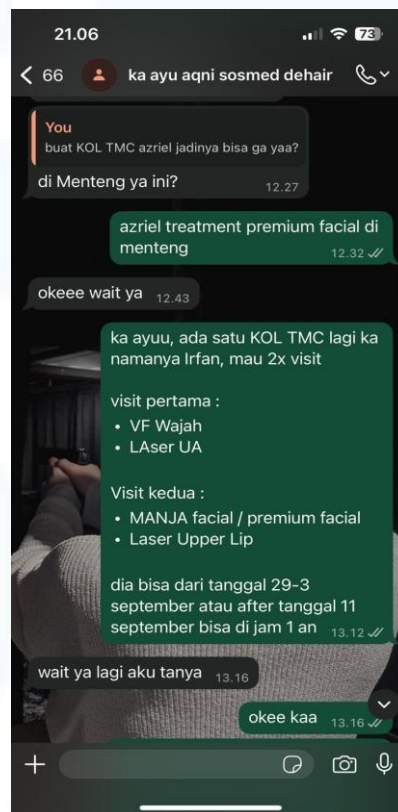 21.06
73
66
ka ayu aqni sosmed dehair
You
buat KOL TMC azriel jadinya bisa ga yaa?
di Menteng ya ini?
12.27
azriel treatment premium facial di
menteng
12.32
okeee wait ya
12.43
ka ayuu, ada satu KOL TMC lagi ka
namanya Irfan, mau 2x visit
visit pertama :
• VF Wajah
• LAser UA
Visit kedua :
• MANJA facial / premium facial
• Laser Upper Lip
dia bisa dari tanggal 29-3
september atau after tanggal 11
september bisa di jam 1 an
13.12
wait ya lagi aku tanya
13.16
okee kaa
13.16